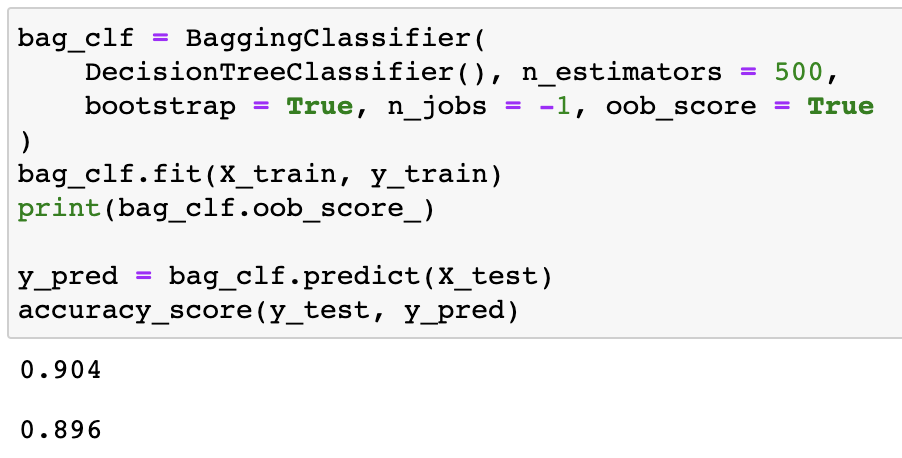 bag_clf = BaggingClassifier(
    DecisionTreeClassifier(), n_estimators = 500,
    bootstrap = True, n_jobs = -1, oob_score = True
)
bag_clf.fit(X_train, y_train)
print(bag_clf.oob_score_)

y_pred = bag_clf.predict(X_test)
accuracy_score(y_test, y_pred)
0.904
0.896